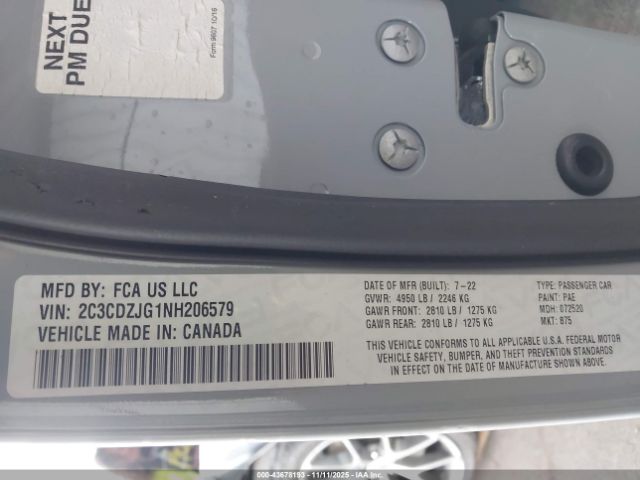 NEXT
PM DUE
Form 9607 10/16
MFD BY: FCA US LLC
VIN: 2C3CDZJG1NH206579
VEHICLE MADE IN: CANADA
DATE OF MFR (BUILT): 7-22
GVWR: 4950 LB / 2246 KG
GAWR FRONT: 2810 LB / 1275 KG
GAWR REAR: 2810 LB / 1275 KG
TYPE: PASSENGER CAR
PAINT: PAE
MDH: 072520
MKT: 875
THIS VEHICLE CONFORMS TO ALL APPLICABLE U.S.A. FEDERAL MOTOR
VEHICLE SAFETY, BUMPER, AND THEFT PREVENTION STANDARDS
IN EFFECT ON THE DATE OF MANUFACTURE SHOWN ABOVE.
000-43678193 - 11/11/2025 - IAA Inc.